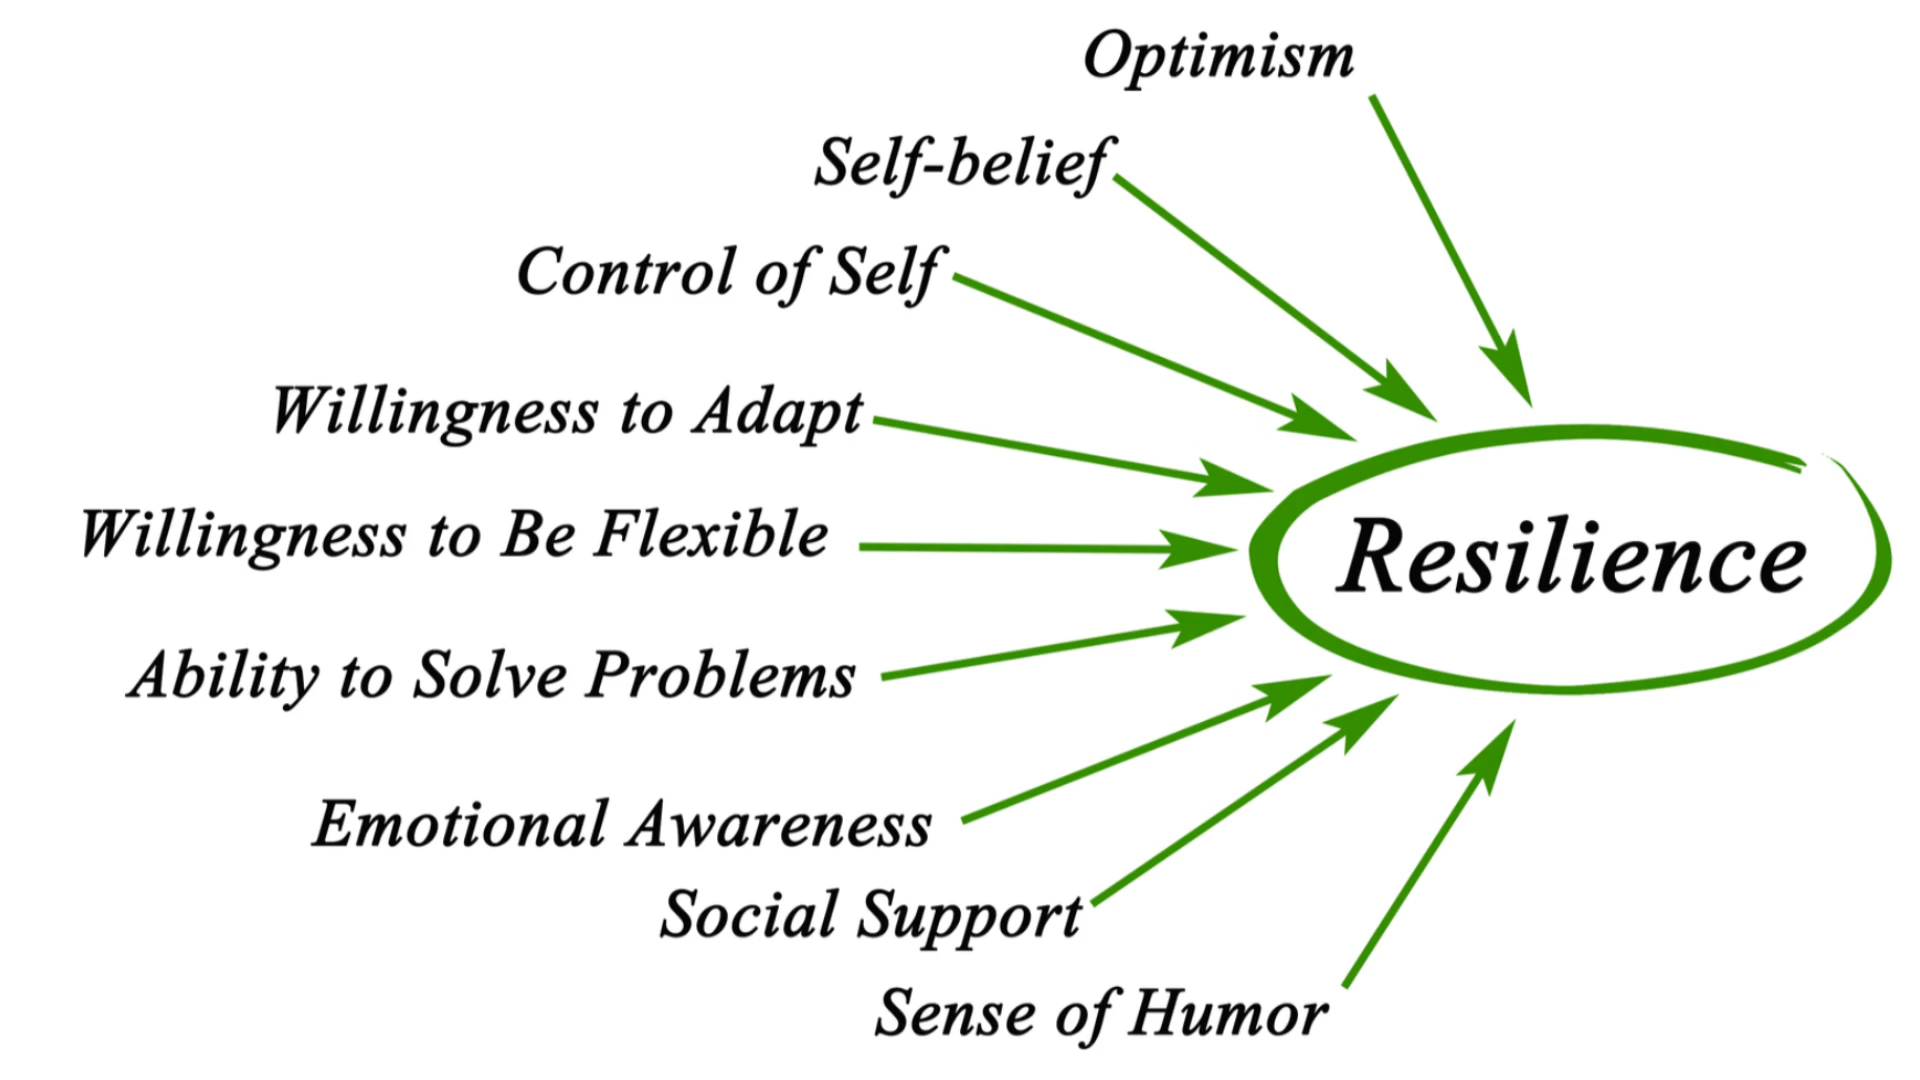 Optimism
Self-belief
Control of Self
Willingness to Adapt
Willingness to Be Flexible
Resilience
Ability to Solve Problems
Emotional Awareness
Social Support
Sense of Humor